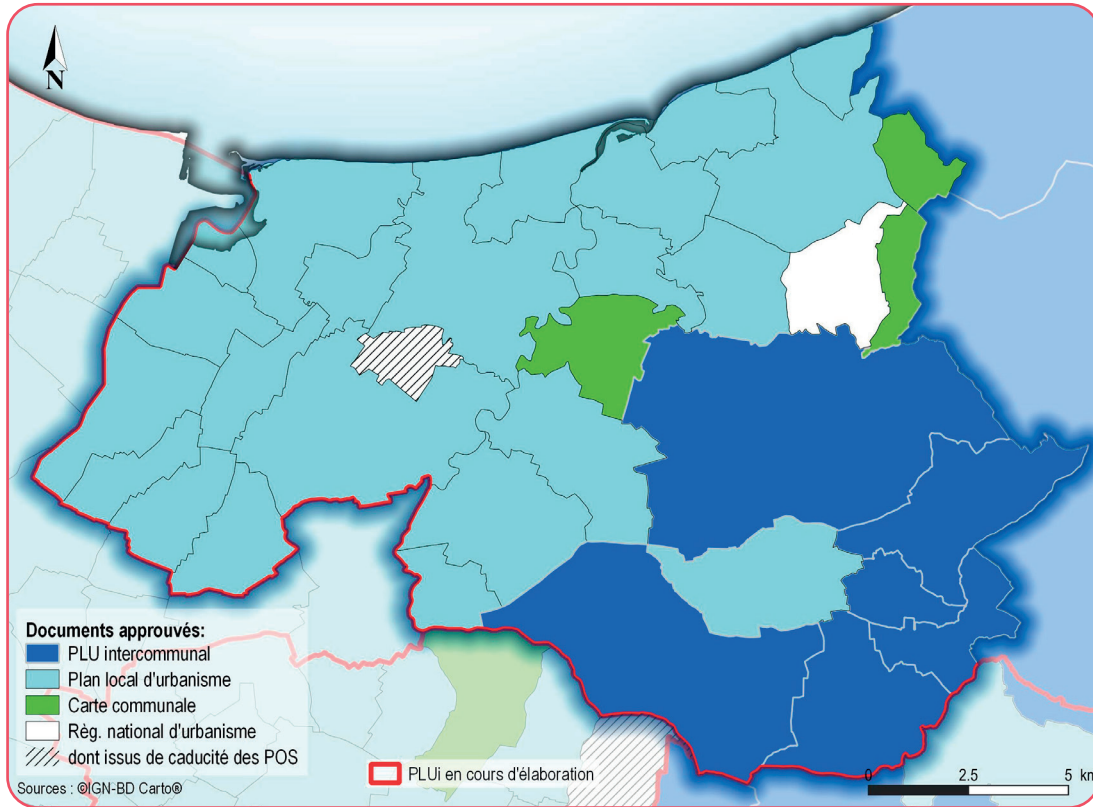 N
Documents approuvés:
PLU intercommunal
Plan local d'urbanisme
Carte communale
Règ. national d'urbanisme
dont issus de caducité des POS
PLUi en cours d'élaboration
0 2.5 5 km
Sources : ©IGN-BD Carto®